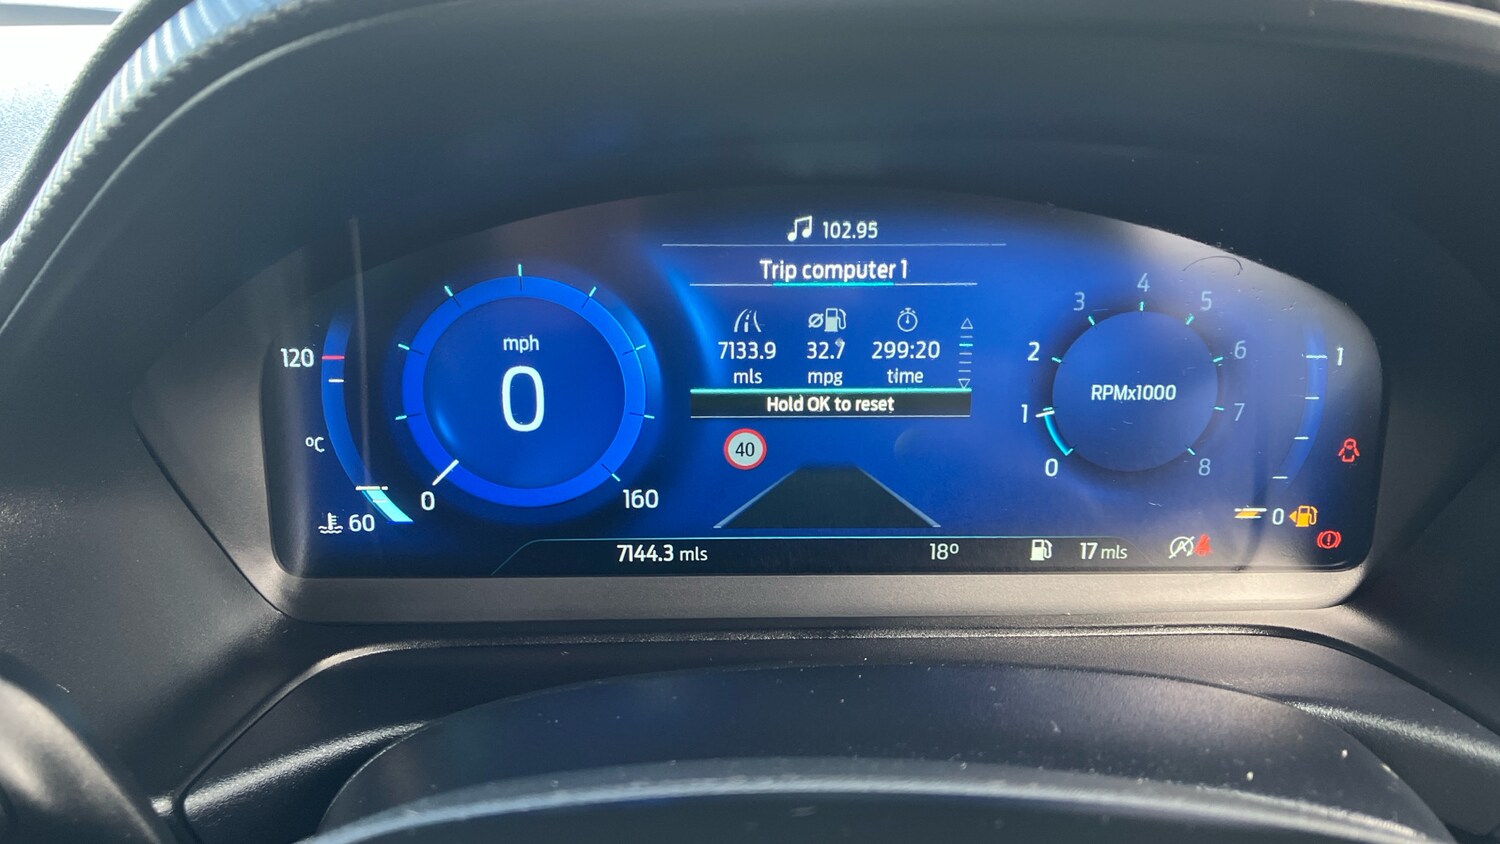 102.95
Trip computer 1
7133.9 32.7 299:20
mls mpg time
Hold OK to reset
40
120
ºC
60
mph
0
0 160
RPMx1000
0 1 2 3 4 5 6 7 8
1
0
7144.3 mls 18º 17 mls